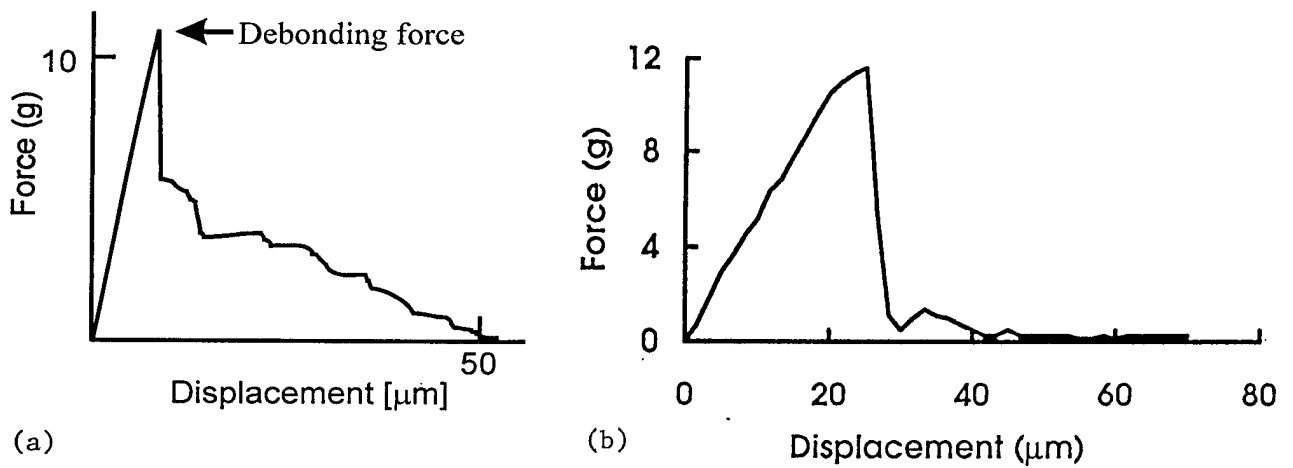 Debonding force
10
Force (g)
50
Displacement [μm]
(a)
12
8
4
0
Force (g)
0 20 40 60 80
Displacement (μm)
(b)